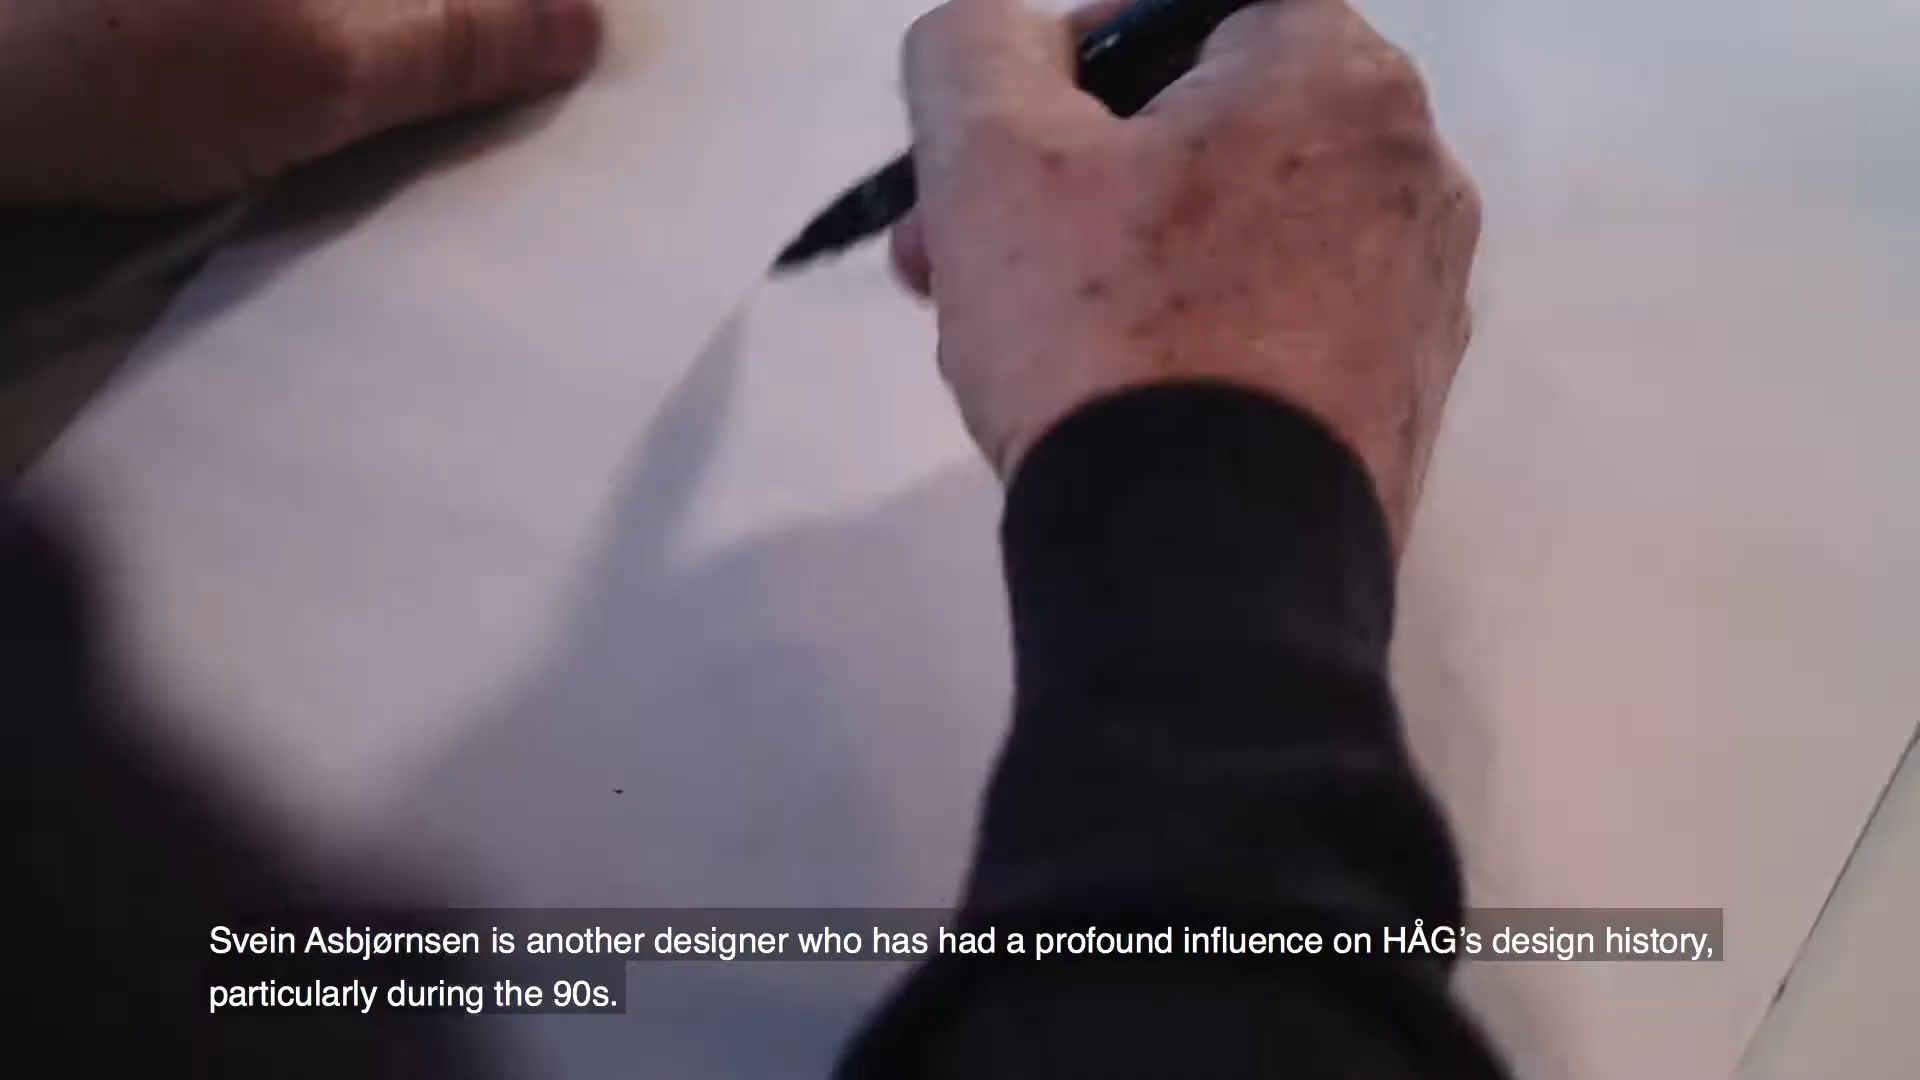 Svein Asbjørnsen is another designer who has had a profound influence on HÅG’s design history,
particularly during the 90s.